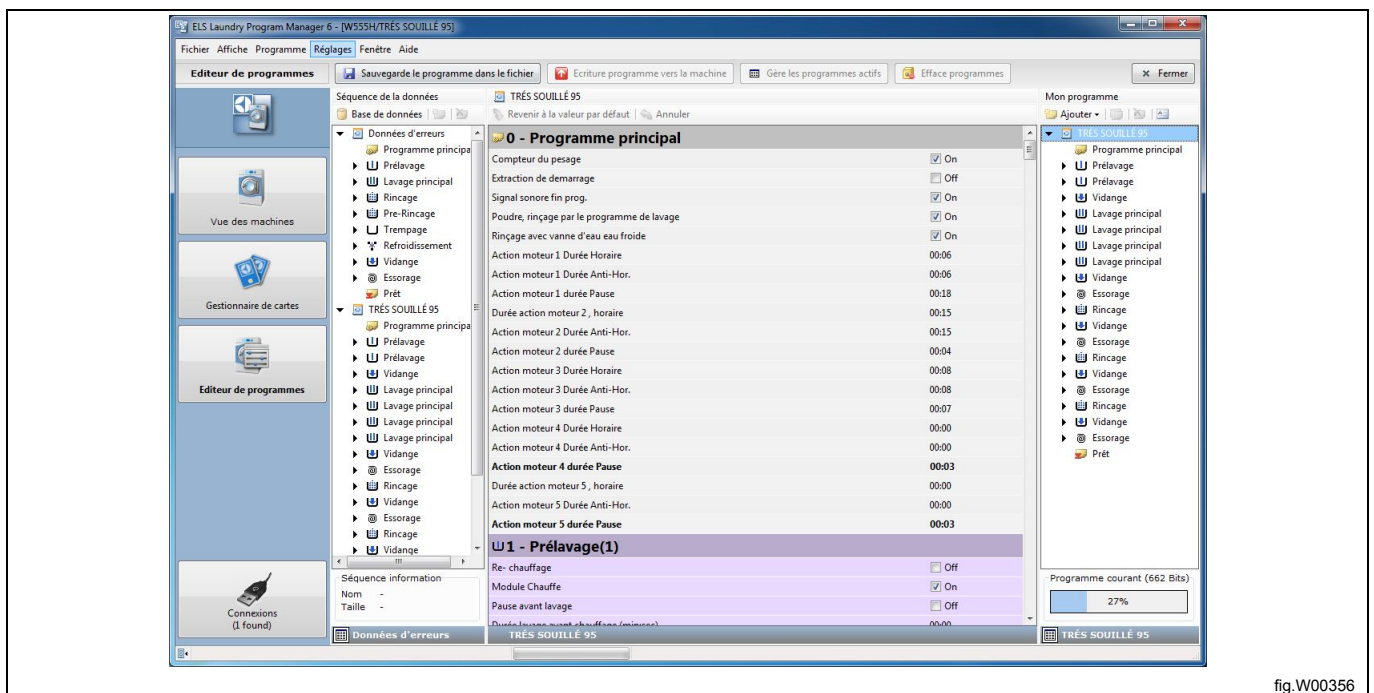 ELS Laundry Program Manager 6 - [W555H/TRÉS SOUILLÉ 95]
Fichier Affiche Programme Réglages Fenêtre Aide
Editeur de programmes
Sauvegarde le programme dans le fichier
Ecriture programme vers la machine
Gère les programmes actifs
Efface programmes
Fermer
Vue des machines
Gestionnaire de cartes
Editeur de programmes
Connexions
(1 found)
Séquence de la données
Base de données
Données d'erreurs
Programme principa
Prélavage
Lavage principal
Rincage
Pre-Rincage
Trempage
Refroidissement
Vidange
Essorage
Prêt
TRÉS SOUILLÉ 95
Programme principa
Prélavage
Prélavage
Vidange
Lavage principal
Lavage principal
Lavage principal
Lavage principal
Vidange
Essorage
Rincage
Vidange
Essorage
Rincage
Vidange
Séquence information
Nom -
Taille -
Données d'erreurs
TRÉS SOUILLÉ 95
Revenir à la valeur par défaut
Annuler
0 - Programme principal
Compteur du pesage On
Extraction de demarrage Off
Signal sonore fin prog. On
Poudre, rinçage par le programme de lavage On
Rinçage avec vanne d'eau eau froide On
Action moteur 1 Durée Horaire 00:06
Action moteur 1 Durée Anti-Hor. 00:06
Action moteur 1 durée Pause 00:18
Durée action moteur 2 , horaire 00:15
Action moteur 2 Durée Anti-Hor. 00:15
Action moteur 2 durée Pause 00:04
Action moteur 3 Durée Horaire 00:08
Action moteur 3 Durée Anti-Hor. 00:08
Action moteur 3 durée Pause 00:07
Action moteur 4 Durée Horaire 00:00
Action moteur 4 Durée Anti-Hor. 00:00
Action moteur 4 durée Pause 00:03
Durée action moteur 5 , horaire 00:00
Action moteur 5 Durée Anti-Hor. 00:00
Action moteur 5 durée Pause 00:03
1 - Prélavage(1)
Re- chauffage Off
Module Chauffe On
Pause avant lavage Off
Durée lavage avant chauffage (min:sec) 00:00
TRÉS SOUILLÉ 95
Mon programme
Ajouter
TRÉS SOUILLÉ 95
Programme principal
Prélavage
Prélavage
Vidange
Lavage principal
Lavage principal
Lavage principal
Lavage principal
Vidange
Essorage
Rincage
Vidange
Essorage
Rincage
Vidange
Essorage
Rincage
Vidange
Essorage
Prêt
Programme courant (662 Bits)
27%
TRÉS SOUILLÉ 95
fig.W00356